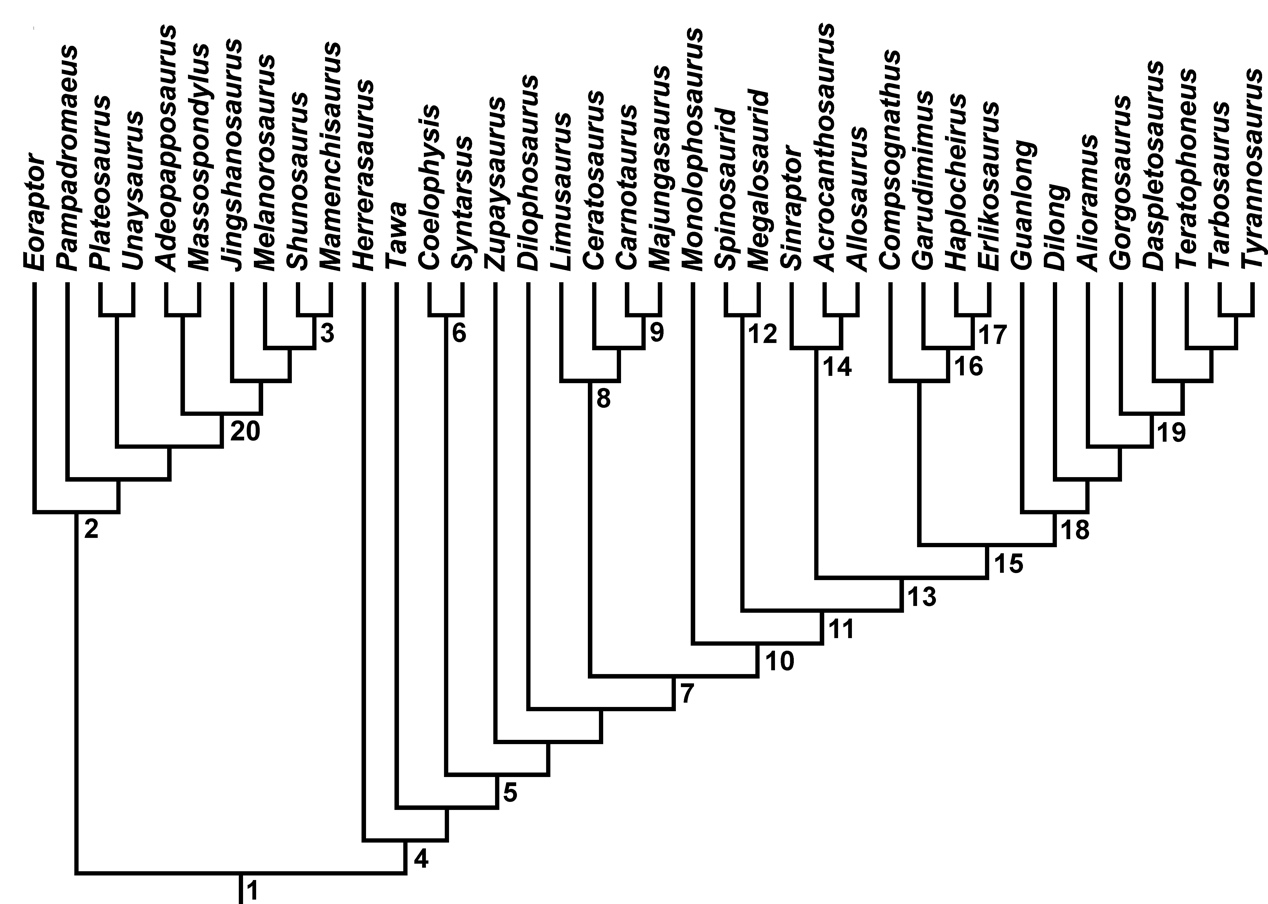 Eoraptor
Pampadromaeus
Plateosaurus
Unaysaurus
Adeopapposaurus
Massospondylus
Jingshanosaurus
Melanorosaurus
Shunosaurus
Mamenchisaurus
Herrerasaurus
Tawa
Coelophysis
Syntarsus
Zupaysaurus
Dilophosaurus
Limusaurus
Ceratosaurus
Carnotaurus
Majungasaurus
Monolophosaurus
Spinosaurid
Megalosaurid
Sinraptor
Acrocanthosaurus
Allosaurus
Compsognathus
Garudimimus
Haplocheirus
Erlikosaurus
Guanlong
Dilong
Alioramus
Gorgosaurus
Daspletosaurus
Teratophoneus
Tarbosaurus
Tyrannosaurus
3
6
9
12
17
14
16
8
20
19
2
18
15
13
11
10
7
5
4
1